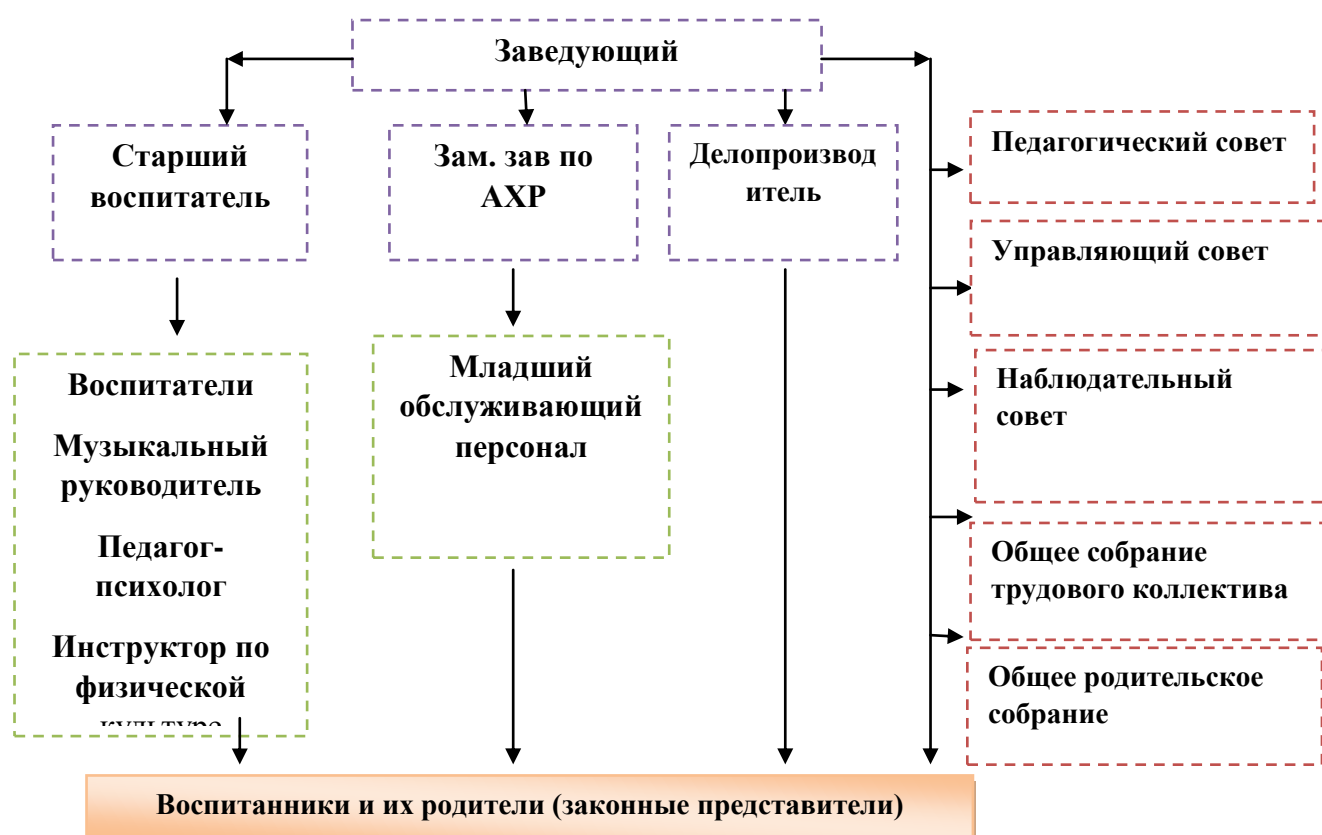 Заведующий
Старший
воспитатель
Зам. зав по
АХР
Делопроизвод
итель
Педагогический совет
Управляющий совет
Наблюдательный
совет
Общее собрание
трудового коллектива
Общее родительское
собрание
Воспитатели
Музыкальный
руководитель
Педагог-
психолог
Инструктор по
физической
культуре
Младший
обслуживающий
персонал
Воспитанники и их родители (законные представители)